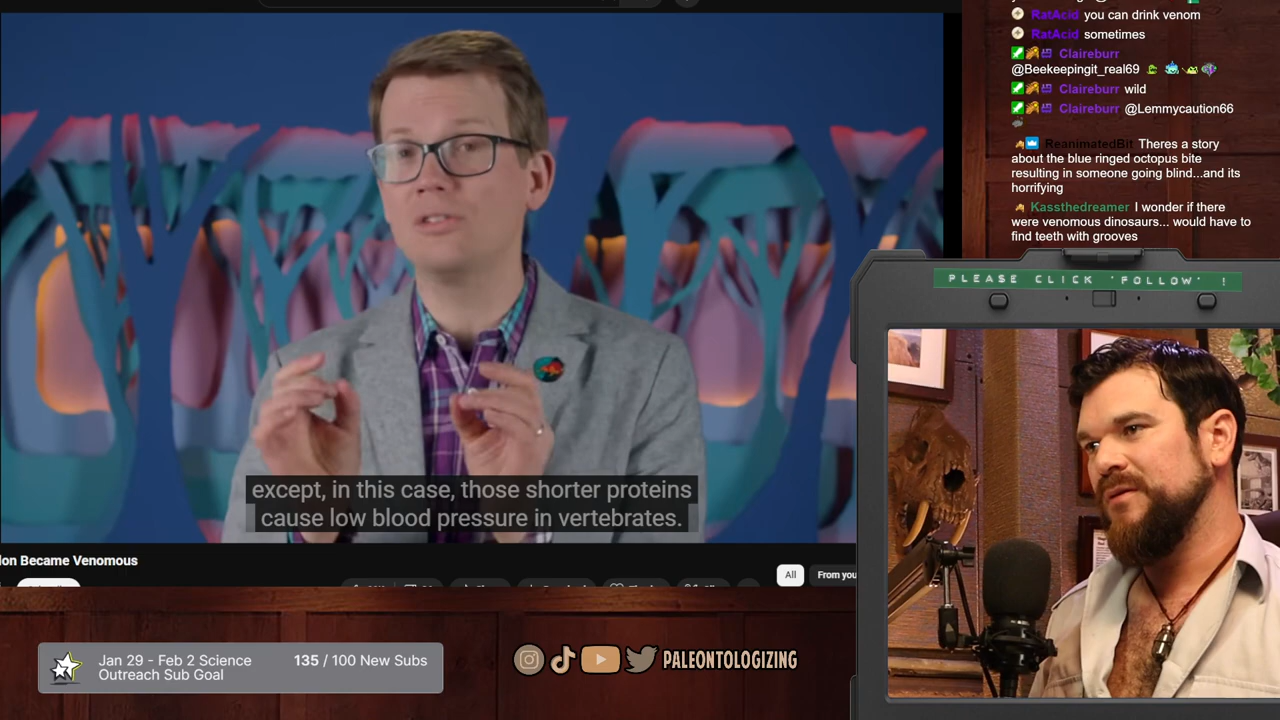 RatAcid you can drink venom
RatAcid sometimes
Claireburr
@Beekeepingit_real69
Claireburr wild
Claireburr @Lemmycaution66
ReanimatedBit Theres a story
about the blue ringed octopus bite
resulting in someone going blind...and its
horrifying
Kassthedreamer I wonder if there
were venomous dinosaurs... would have to
find teeth with grooves
PLEASE CLICK 'FOLLOW' !
except, in this case, those shorter proteins
cause low blood pressure in vertebrates.
Became Venomous
All
From you
Jan 29 - Feb 2 Science
Outreach Sub Goal
135 / 100 New Subs
PALEONTOLOGIZING